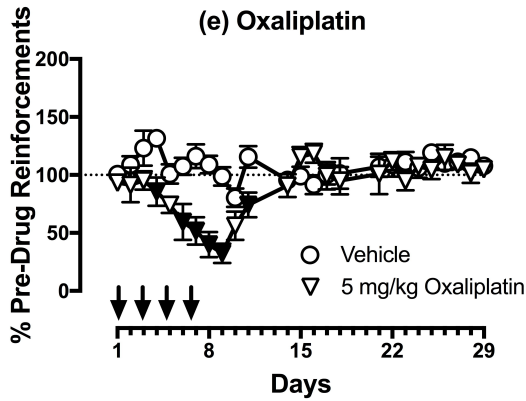 (e) Oxaliplatin
% Pre-Drug Reinforcements
200
150
100
50
0
Vehicle
5 mg/kg Oxaliplatin
1 8 15 22 29
Days